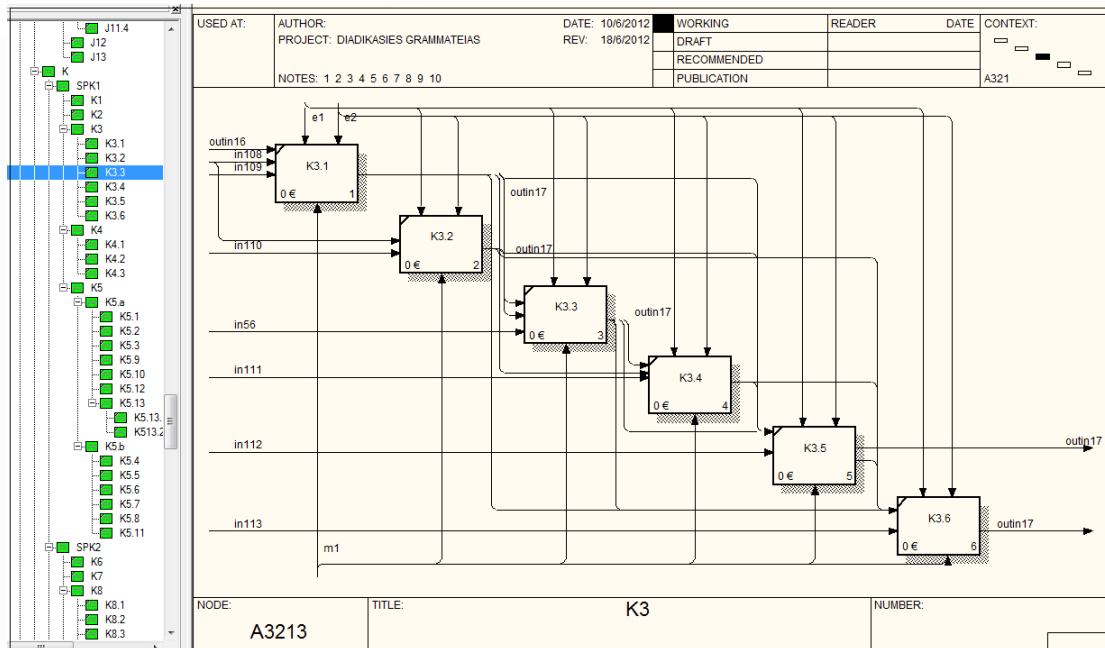 J11.4
J12
J13
K
SPK1
K1
K2
K3
K3.1
K3.2
K3.3
K3.4
K3.5
K3.6
K4
K4.1
K4.2
K4.3
K5
K5.a
K5.1
K5.2
K5.3
K5.9
K5.10
K5.12
K5.13
K5.13.
K513.2
K5.b
K5.4
K5.5
K5.6
K5.7
K5.8
K5.11
SPK2
K6
K7
K8
K8.1
K8.2
K8.3
USED AT: AUTHOR: DATE: 10/6/2012 WORKING READER DATE CONTEXT:
PROJECT: DIADIKASIES GRAMMATEIAS REV: 18/6/2012 DRAFT
RECOMMENDED
NOTES: 1 2 3 4 5 6 7 8 9 10 PUBLICATION A321
e1 e2
outin16
in108
in109
K3.1
0 € 1
outin17
K3.2
0 € 2
in110
outin17
K3.3
0 € 3
in56
outin17
K3.4
0 € 4
in111
K3.5
0 € 5
in112
outin17
K3.6
0 € 6
in113
outin17
m1
NODE: TITLE: K3 NUMBER:
A3213